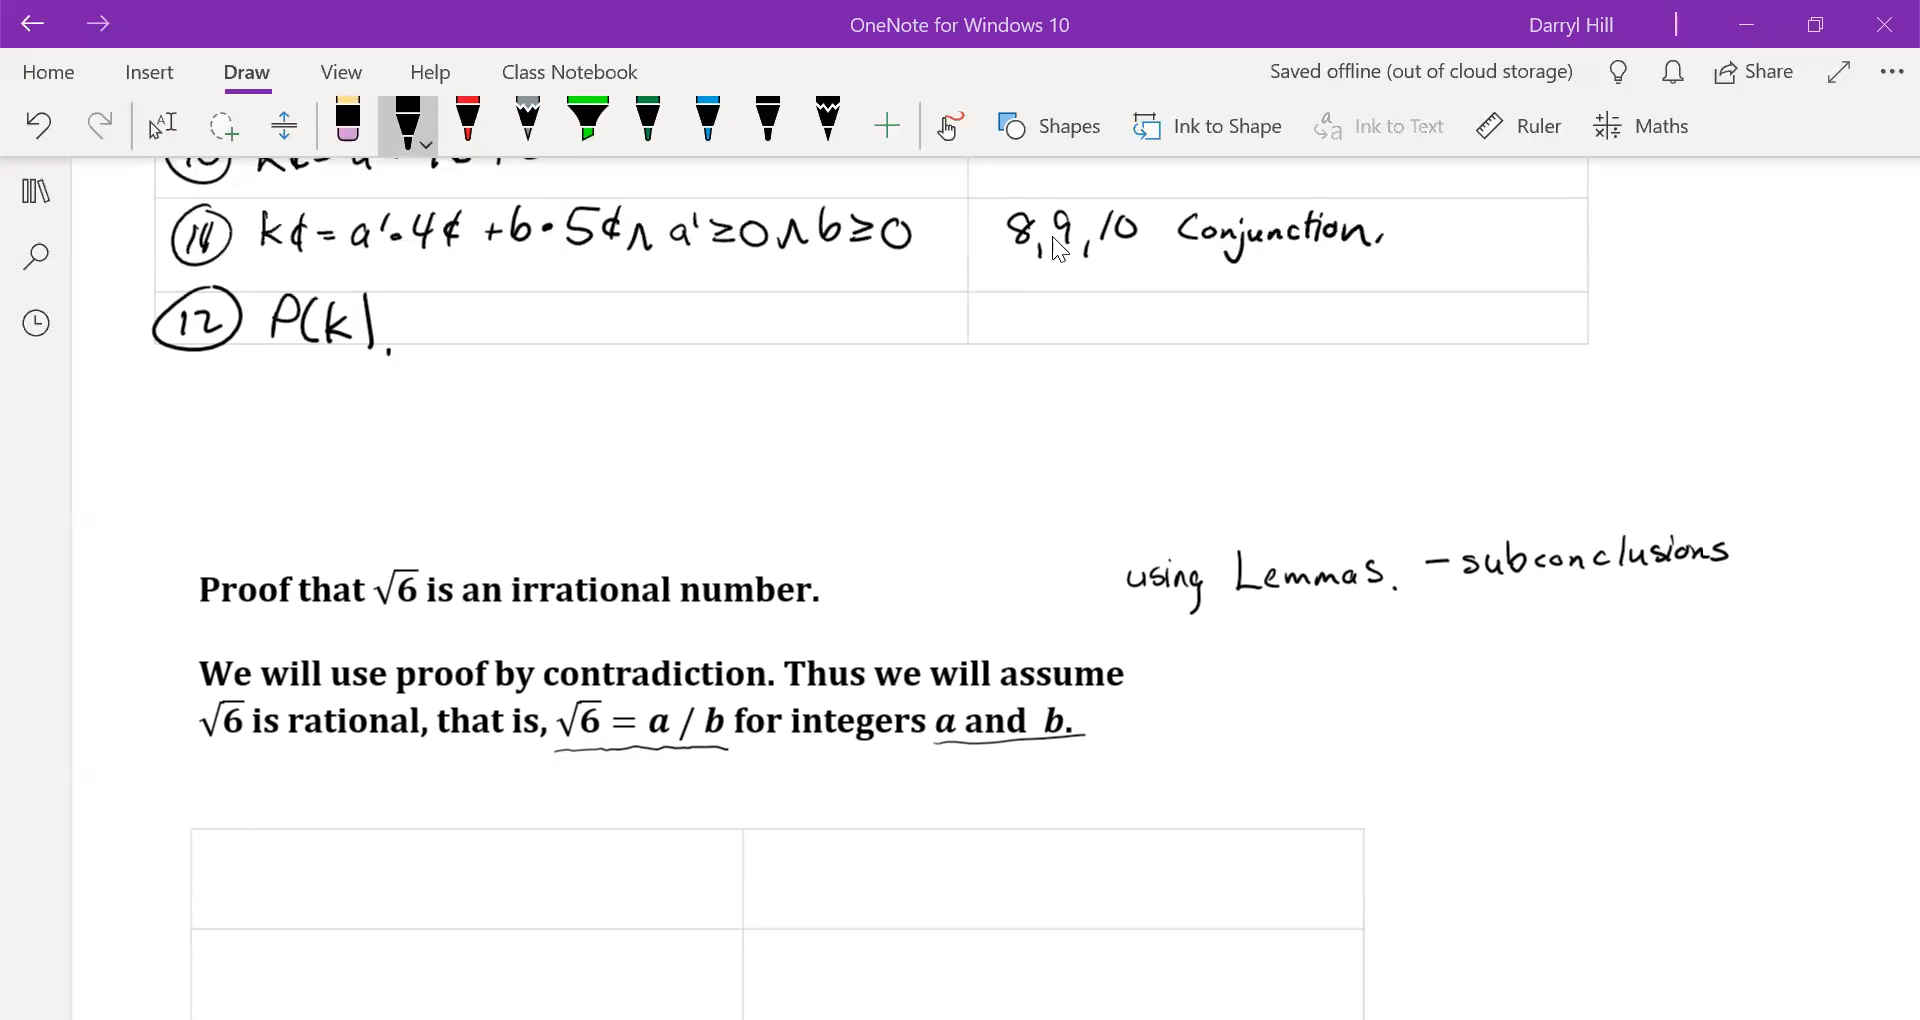 OneNote for Windows 10
Darryl Hill
Home Insert Draw View Help Class Notebook
Saved offline (out of cloud storage) Share
Shapes Ink to Shape Ink to Text Ruler Maths
11 k¢ = a'·4¢ + b·5¢ ∧ a' ≥ 0 ∧ b ≥ 0 8, 9, 10 Conjunction.
12 P(k).
using Lemmas. - subconclusions
Proof that √6 is an irrational number.
We will use proof by contradiction. Thus we will assume
√6 is rational, that is, √6 = a / b for integers a and b.